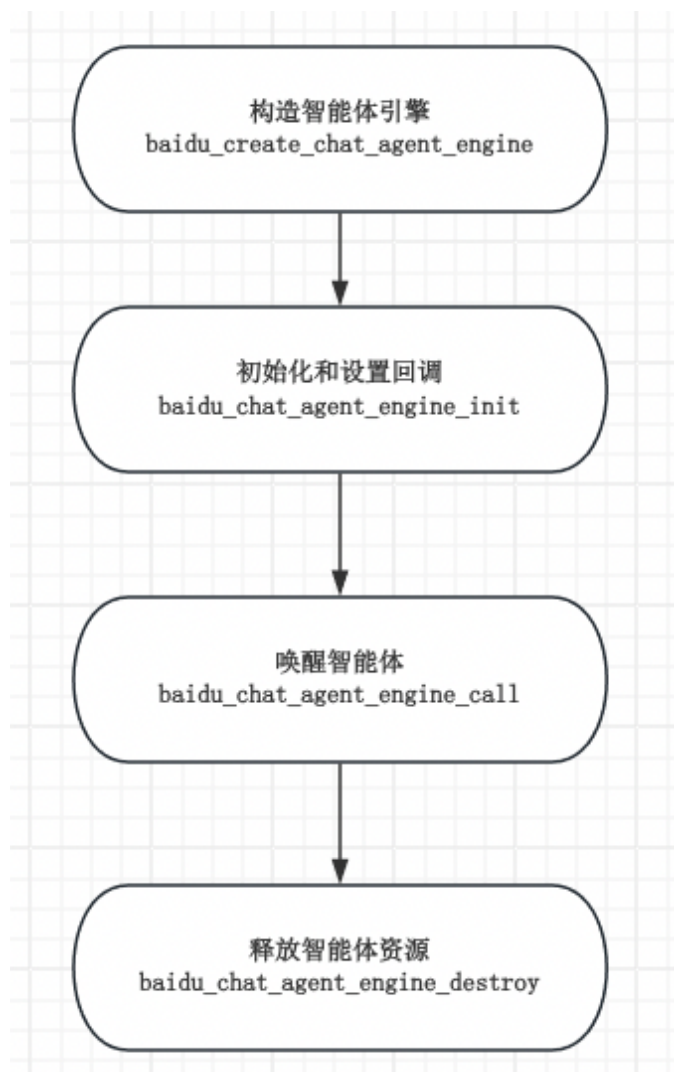 构造智能体引擎
baidu_create_chat_agent_engine
初始化和设置回调
baidu_chat_agent_engine_init
唤醒智能体
baidu_chat_agent_engine_call
释放智能体资源
baidu_chat_agent_engine_destroy